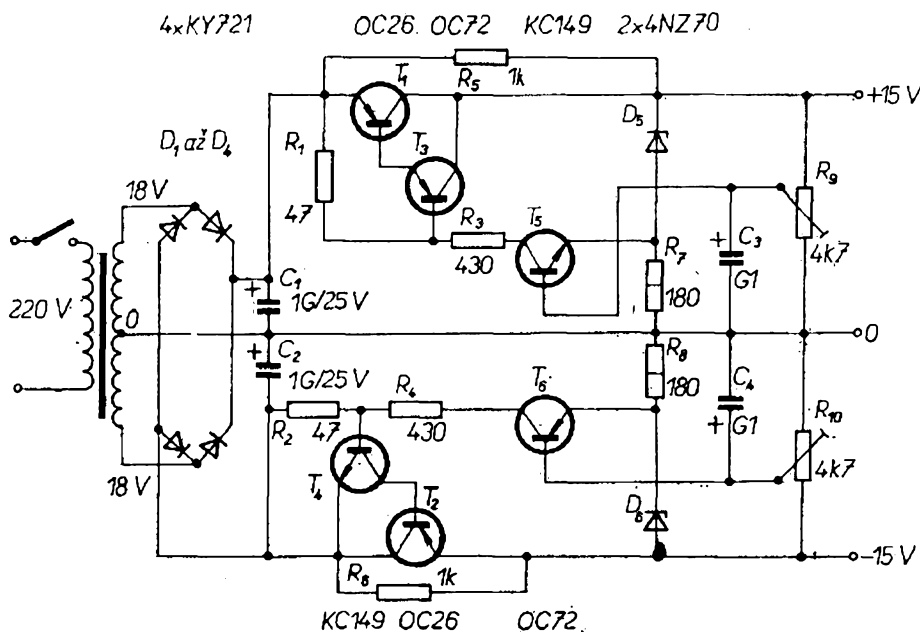 4xKY721 OC26 OC72 KC149 2x4NZ70
T₁ R₅ 1k
+15 V
D₁ až D₄ R₁ T₃ D₅
18 V R₉
47 R₃ T₅
430 R₇ C₃ 4k7
220 V 0 C₁ 180 G1
1G/25 V
0
C₂ R₈
1G/25 V R₄ T₆ 180 C₄
R₂ 47 430 G1 R₁₀
4k7
18 V T₄ T₂ D₆
-15 V
R₆ 1k
KC149 OC26 OC72